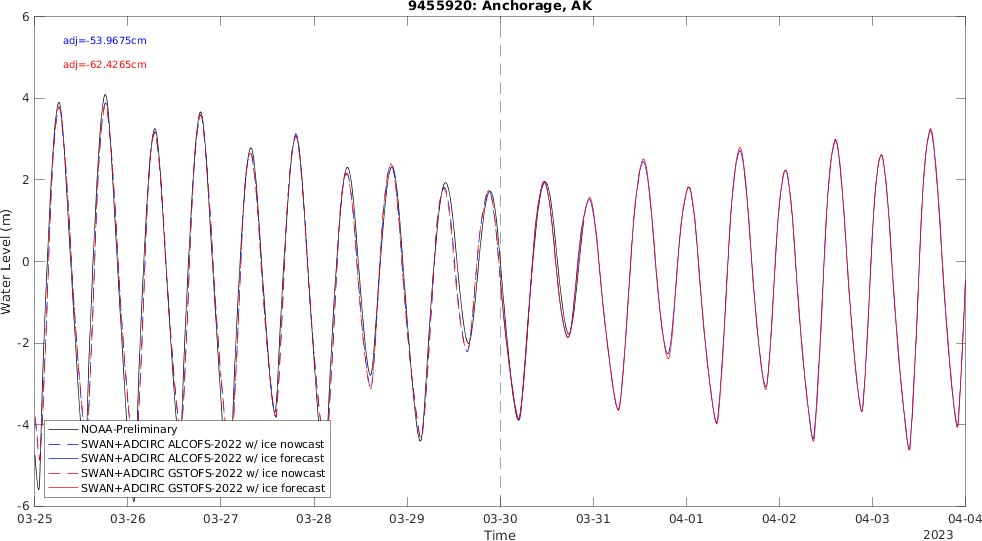 9455920: Anchorage, AK
adj=-53.9675cm
adj=-62.4265cm
Water Level (m)
6
4
2
0
-2
-4
-6
NOAA-Preliminary
SWAN+ADCIRC ALCOFS-2022 w/ ice nowcast
SWAN+ADCIRC ALCOFS-2022 w/ ice forecast
SWAN+ADCIRC GSTOFS-2022 w/ ice nowcast
SWAN+ADCIRC GSTOFS-2022 w/ ice forecast
03-25 03-26 03-27 03-28 03-29 03-30 03-31 04-01 04-02 04-03 04-04
Time
2023